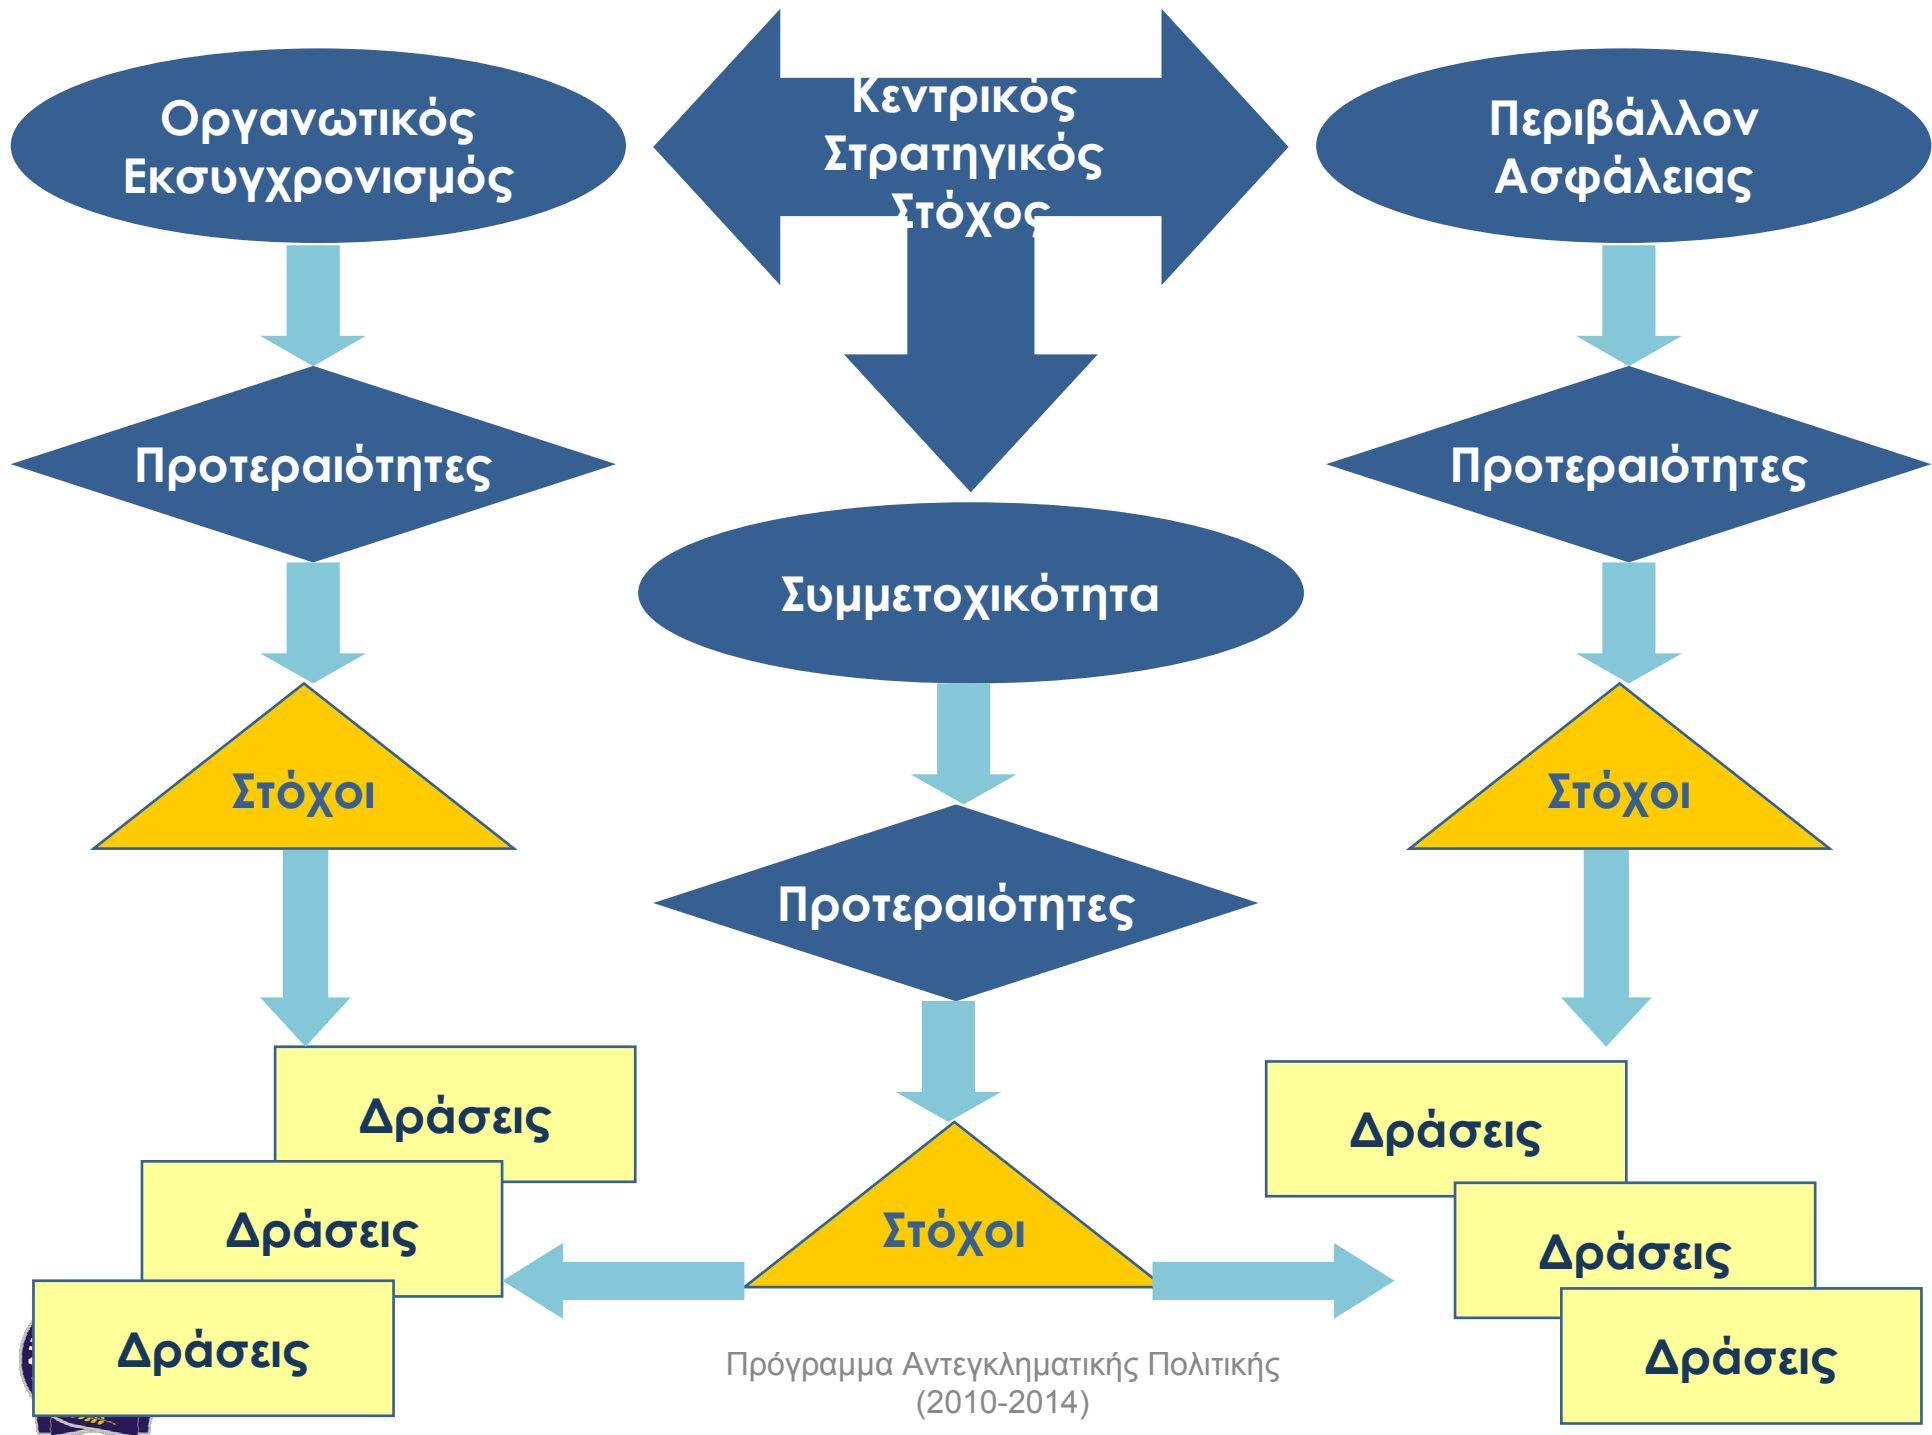 Οργανωτικός
Εκσυγχρονισμός
Κεντρικός
Στρατηγικός
Στόχος
Περιβάλλον
Ασφάλειας
Προτεραιότητες
Προτεραιότητες
Συμμετοχικότητα
Στόχοι
Στόχοι
Προτεραιότητες
Δράσεις
Δράσεις
Δράσεις
Στόχοι
Δράσεις
Δράσεις
Δράσεις
Πρόγραμμα Αντεγκληματικής Πολιτικής
(2010-2014)